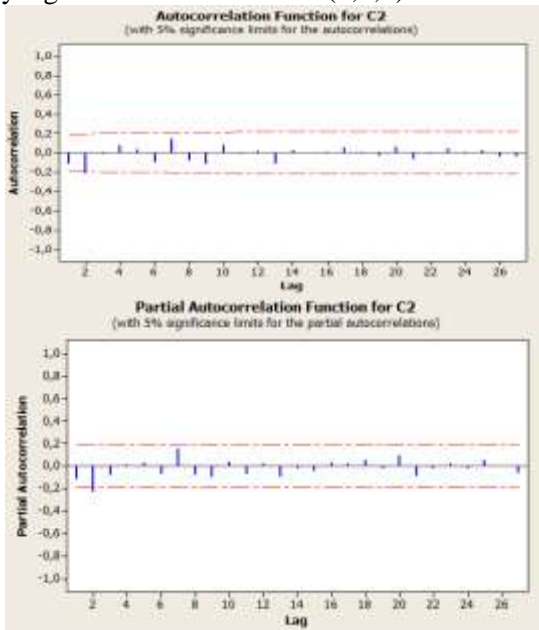 Autocorrelation Function for C2
(with 5% significance limits for the autocorrelations)
1,0
0,8
0,6
0,4
0,2
0,0
-0,2
-0,4
-0,6
-0,8
-1,0
Autocorrelation
2 4 6 8 10 12 14 16 18 20 22 24 26
Lag
Partial Autocorrelation Function for C2
(with 5% significance limits for the partial autocorrelations)
1,0
0,8
0,6
0,4
0,2
0,0
-0,2
-0,4
-0,6
-0,8
-1,0
Partial Autocorrelation
2 4 6 8 10 12 14 16 18 20 22 24 26
Lag